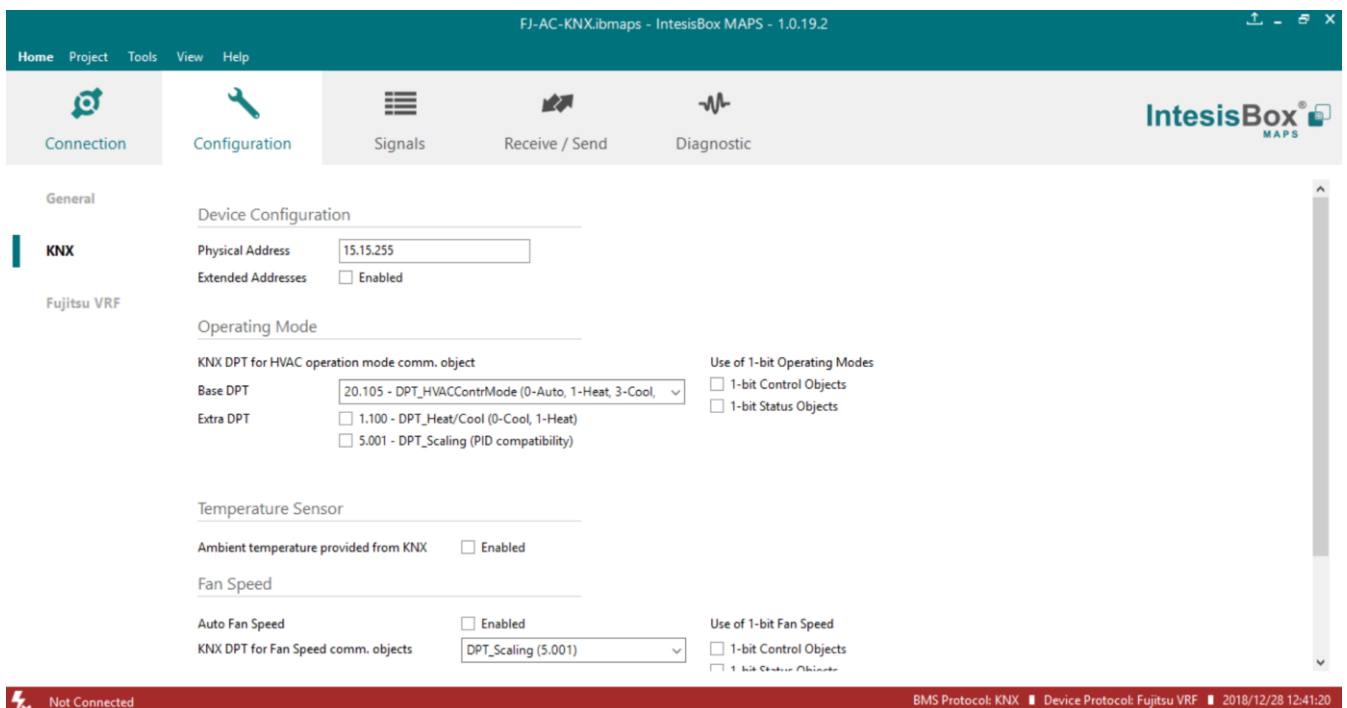 FJ-AC-KNX.ibmaps - IntesisBox MAPS - 1.0.19.2
Home Project Tools View Help
Connection Configuration Signals Receive / Send Diagnostic
IntesisBox® MAPS
General
KNX
Fujitsu VRF
Device Configuration
Physical Address 15.15.255
Extended Addresses Enabled
Operating Mode
KNX DPT for HVAC operation mode comm. object Use of 1-bit Operating Modes
Base DPT 20.105 - DPT_HVACContrMode (0-Auto, 1-Heat, 3-Cool, 1-bit Control Objects
1-bit Status Objects
Extra DPT 1.100 - DPT_Heat/Cool (0-Cool, 1-Heat)
5.001 - DPT_Scaling (PID compatibility)
Temperature Sensor
Ambient temperature provided from KNX Enabled
Fan Speed
Auto Fan Speed Enabled Use of 1-bit Fan Speed
KNX DPT for Fan Speed comm. objects DPT_Scaling (5.001) 1-bit Control Objects
1-bit Status Objects
Not Connected BMS Protocol: KNX Device Protocol: Fujitsu VRF 2018/12/28 12:41:20